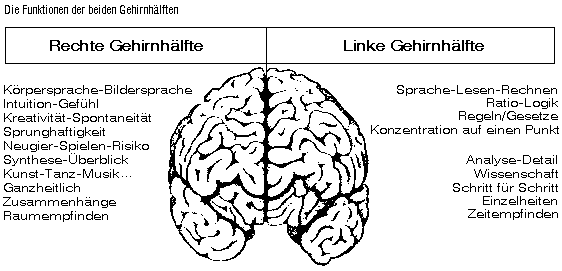 Die Funktionen der beiden Gehirnhälften
Rechte Gehirnhälfte
Linke Gehirnhälfte
Körpersprache-Bildersprache
Intuition-Gefühl
Kreativität-Spontaneität
Sprunghaftigkeit
Neugier-Spielen-Risiko
Synthese-Überblick
Kunst-Tanz-Musik...
Ganzheitlich
Zusammenhänge
Raumempfinden
Sprache-Lesen-Rechnen
Ratio-Logik
Regeln/Gesetze
Konzentration auf einen Punkt
Analyse-Detail
Wissenschaft
Schritt für Schritt
Einzelheiten
Zeitempfinden